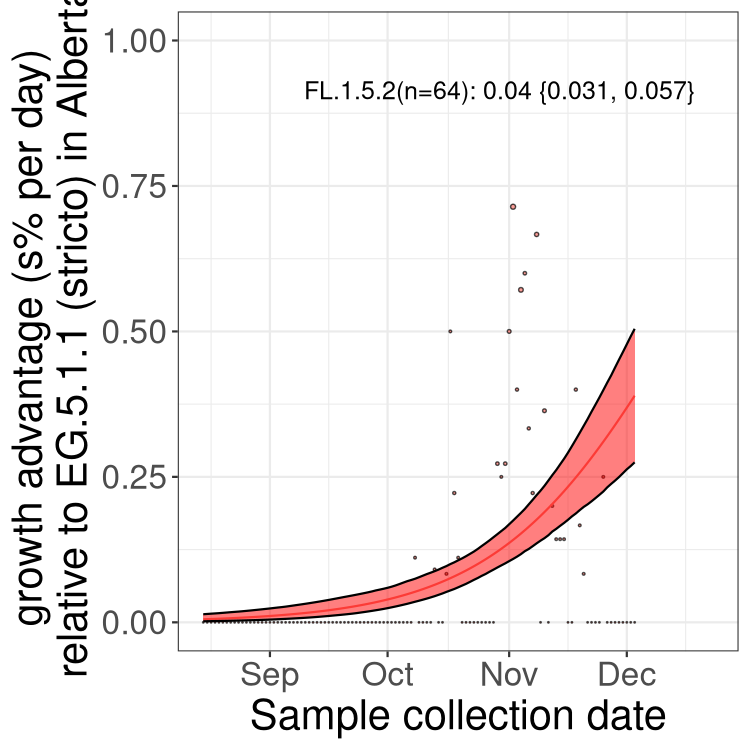 growth advantage (s% per day)
relative to EG.5.1.1 (stricto) in Alberta
1.00
0.75
0.50
0.25
0.00
FL.1.5.2(n=64): 0.04 {0.031, 0.057}
Sep Oct Nov Dec
Sample collection date